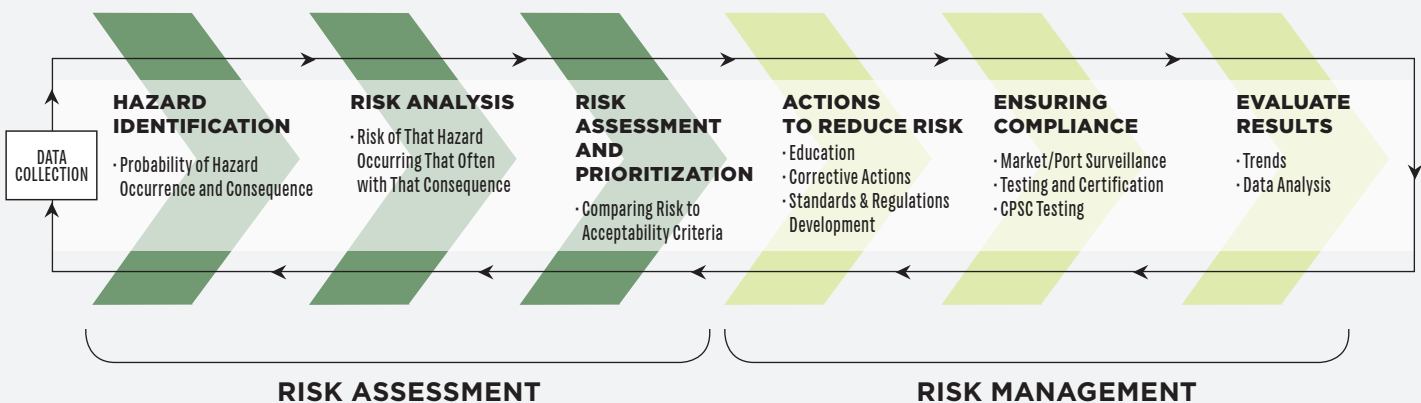 DATA
COLLECTION
HAZARD
IDENTIFICATION
· Probability of Hazard
Occurrence and Consequence
RISK ANALYSIS
· Risk of That Hazard
Occurring That Often
with That Consequence
RISK
ASSESSMENT
AND
PRIORITIZATION
· Comparing Risk to
Acceptability Criteria
ACTIONS
TO REDUCE RISK
· Education
· Corrective Actions
· Standards & Regulations
Development
ENSURING
COMPLIANCE
· Market/Port Surveillance
· Testing and Certification
· CPSC Testing
EVALUATE
RESULTS
· Trends
· Data Analysis
RISK ASSESSMENT
RISK MANAGEMENT